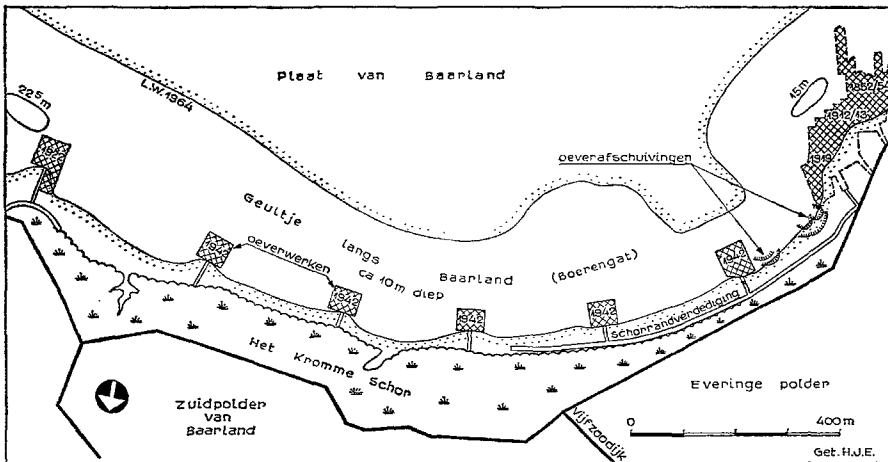 Plaat van Baarland
L.W.1964
22⁵m
15m
1952/5
1912/13
1919
oeverafschuivingen
Geultje langs Baarland (Boerengat)
ca 10m diep
oeverwerken
1942
1942
1942
1942
1942
schorrandverdediging
Het Kromme Schor
Zuidpolder
van
Baarland
Everinge polder
Vijfzoodijk
0 400m
Get. H.J.E.